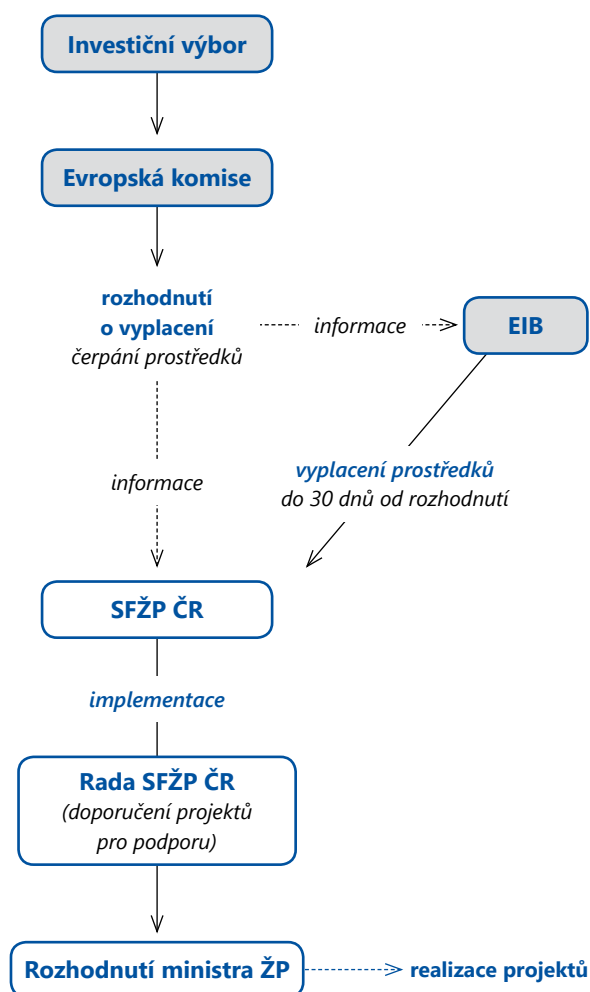 Investiční výbor
Evropská komise
rozhodnutí
o vyplacení
čerpání prostředků
informace
EIB
informace
vyplacení prostředků
do 30 dnů od rozhodnutí
SFŽP ČR
implementace
Rada SFŽP ČR
(doporučení projektů
pro podporu)
Rozhodnutí ministra ŽP
realizace projektů